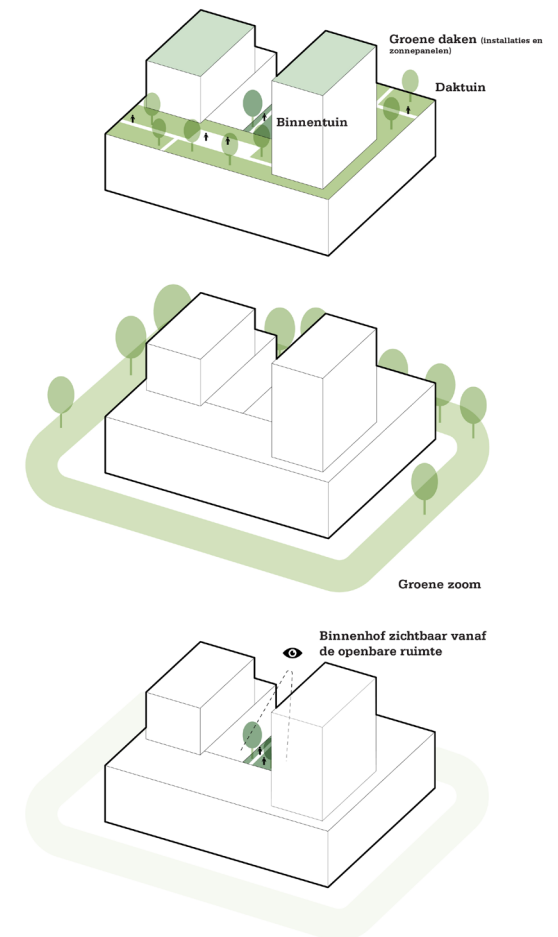 Groene daken (installaties en
zonnepanelen)
Daktuin
Binnentuin
Groene zoom
Binnenhof zichtbaar vanaf
de openbare ruimte